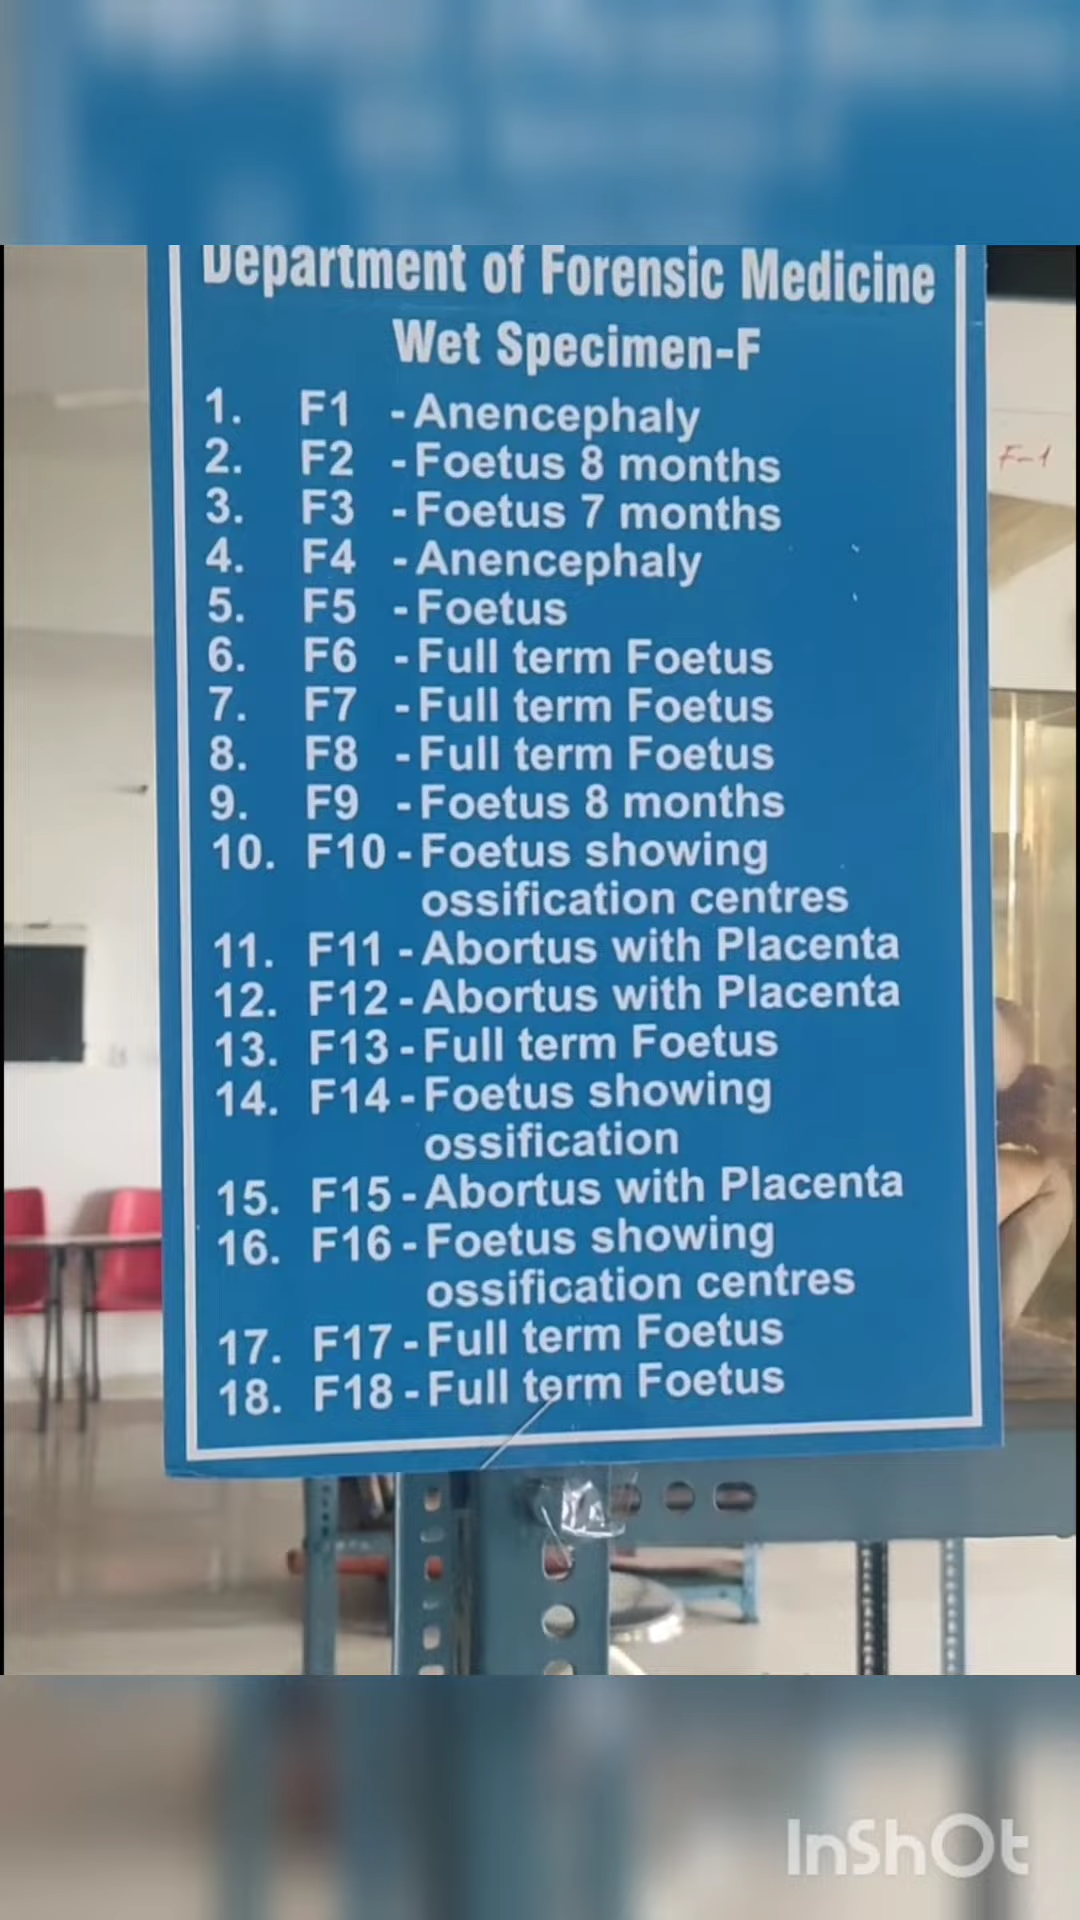 Department of Forensic Medicine
Wet Specimen-F
1. F1 - Anencephaly
2. F2 - Foetus 8 months
3. F3 - Foetus 7 months
4. F4 - Anencephaly
5. F5 - Foetus
6. F6 - Full term Foetus
7. F7 - Full term Foetus
8. F8 - Full term Foetus
9. F9 - Foetus 8 months
10. F10 - Foetus showing
ossification centres
11. F11 - Abortus with Placenta
12. F12 - Abortus with Placenta
13. F13 - Full term Foetus
14. F14 - Foetus showing
ossification
15. F15 - Abortus with Placenta
16. F16 - Foetus showing
ossification centres
17. F17 - Full term Foetus
18. F18 - Full term Foetus
F-1
InShOt